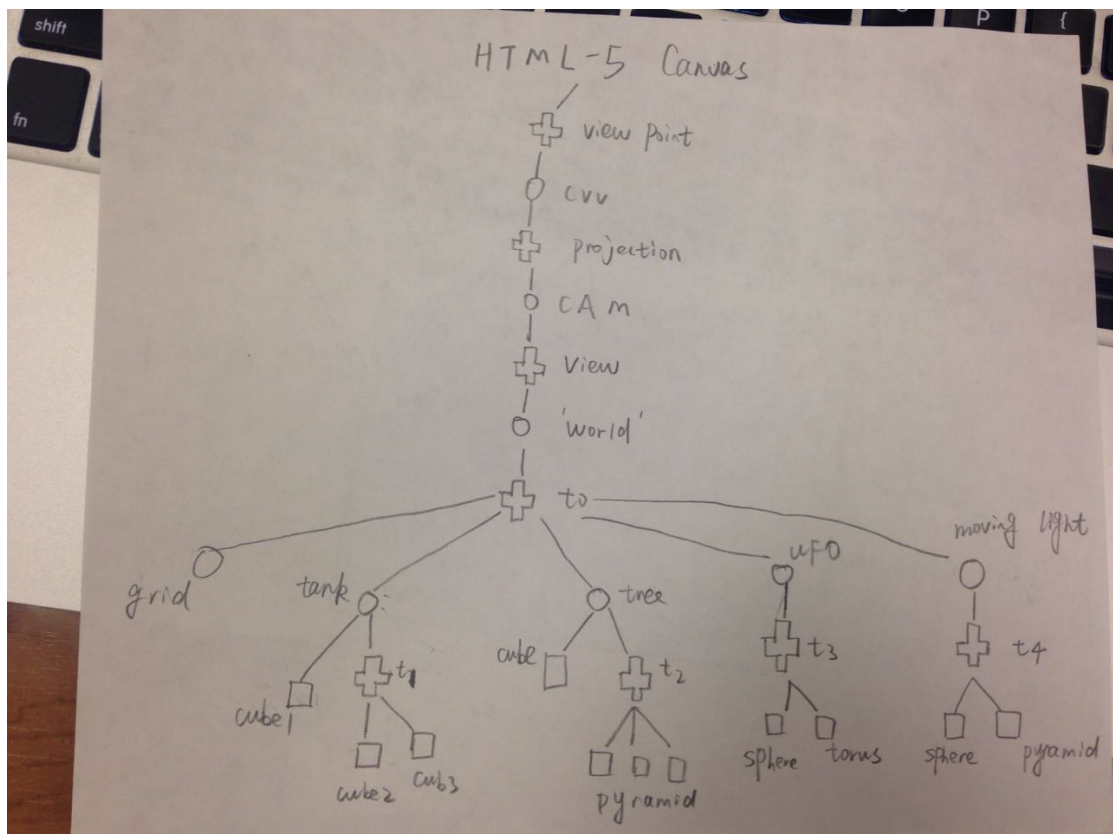 shift
P
{
fn
HTML-5 Canvas
view point
CVV
projection
CAM
View
'world'
to
moving light
UFO
grid
tank
tree
cube
t1
t2
t3
t4
cube1
cube2
cub3
pyramid
sphere
torus
sphere
pyramid